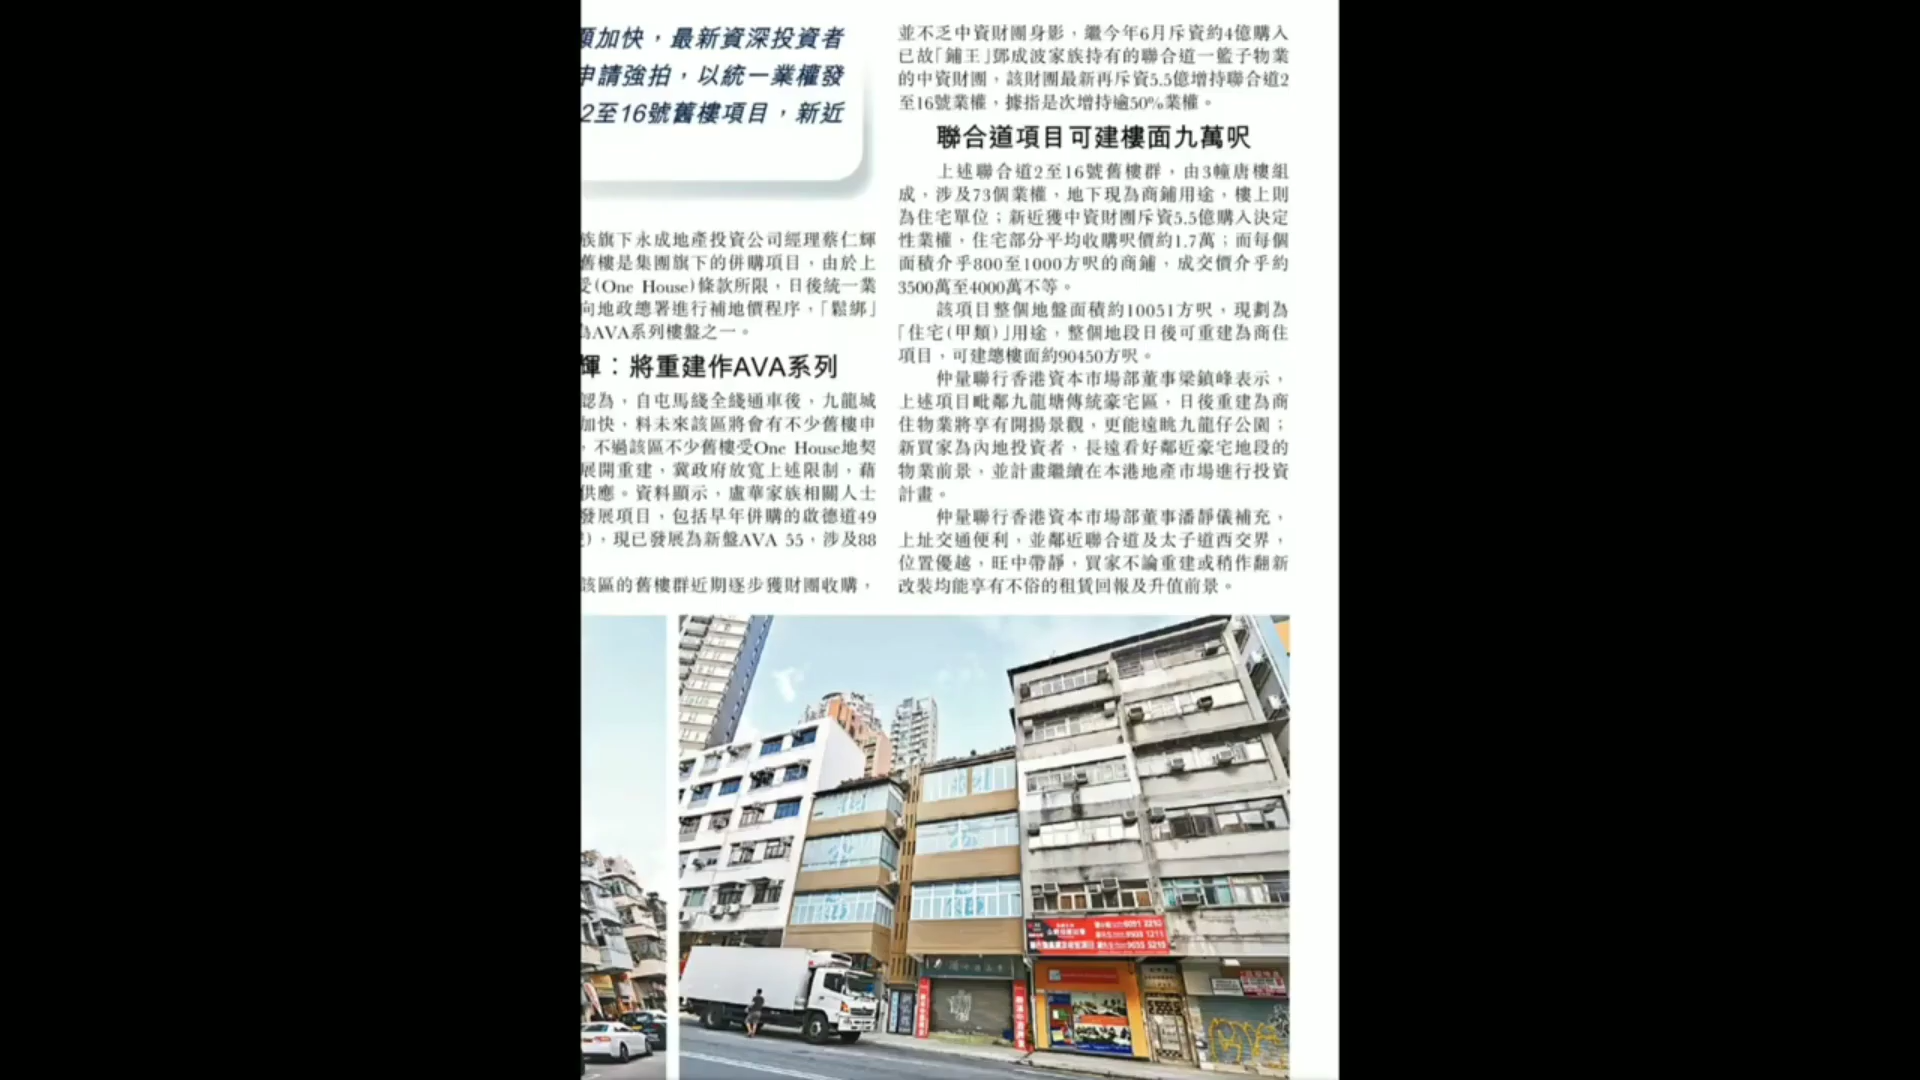 加快，最新資深投資者
申請強拍，以統一業權發
2至16號舊樓項目，新近
族旗下永成地產投資公司經理蔡仁輝
舊樓是集團旗下的併購項目，由於上
受(One House)條款所限，日後統一業
向地政總署進行補地價程序，「鬆綁」
為AVA系列樓盤之一。
輝：將重建作AVA系列
認為，自屯馬綫全綫通車後，九龍城
加快，料未來該區將會有不少舊樓申
，不過該區不少舊樓受One House地契
展開重建，冀政府放寬上述限制，藉
供應。資料顯示，盧華家族相關人士
發展項目，包括早年併購的啟德道49
)，現已發展為新盤AVA 55，涉及88
該區的舊樓群近期逐步獲財團收購，
並不乏中資財團身影，繼今年6月斥資約4億購入
已故「鋪王」鄧成波家族持有的聯合道一籃子物業
的中資財團，該財團最新再斥資5.5億增持聯合道2
至16號業權，據指是次增持逾50%業權。
聯合道項目可建樓面九萬呎
上述聯合道2至16號舊樓群，由3幢唐樓組
成，涉及73個業權，地下現為商鋪用途，樓上則
為住宅單位；新近獲中資財團斥資5.5億購入決定
性業權，住宅部分平均收購呎價約1.7萬；而每個
面積介乎800至1000方呎的商鋪，成交價介乎約
3500萬至4000萬不等。
該項目整個地盤面積約10051方呎，現劃為
「住宅(甲類)」用途，整個地段日後可重建為商住
項目，可建總樓面約90450方呎。
仲量聯行香港資本市場部董事梁鎮峰表示，
上述項目毗鄰九龍塘傳統豪宅區，日後重建為商
住物業將享有開揚景觀，更能遠眺九龍仔公園；
新買家為內地投資者，長遠看好鄰近豪宅地段的
物業前景，並計畫繼續在本港地產市場進行投資
計畫。
仲量聯行香港資本市場部董事潘靜儀補充，
上址交通便利，並鄰近聯合道及太子道西交界，
位置優越，旺中帶靜，買家不論重建或稍作翻新
改裝均能享有不俗的租賃回報及升值前景。